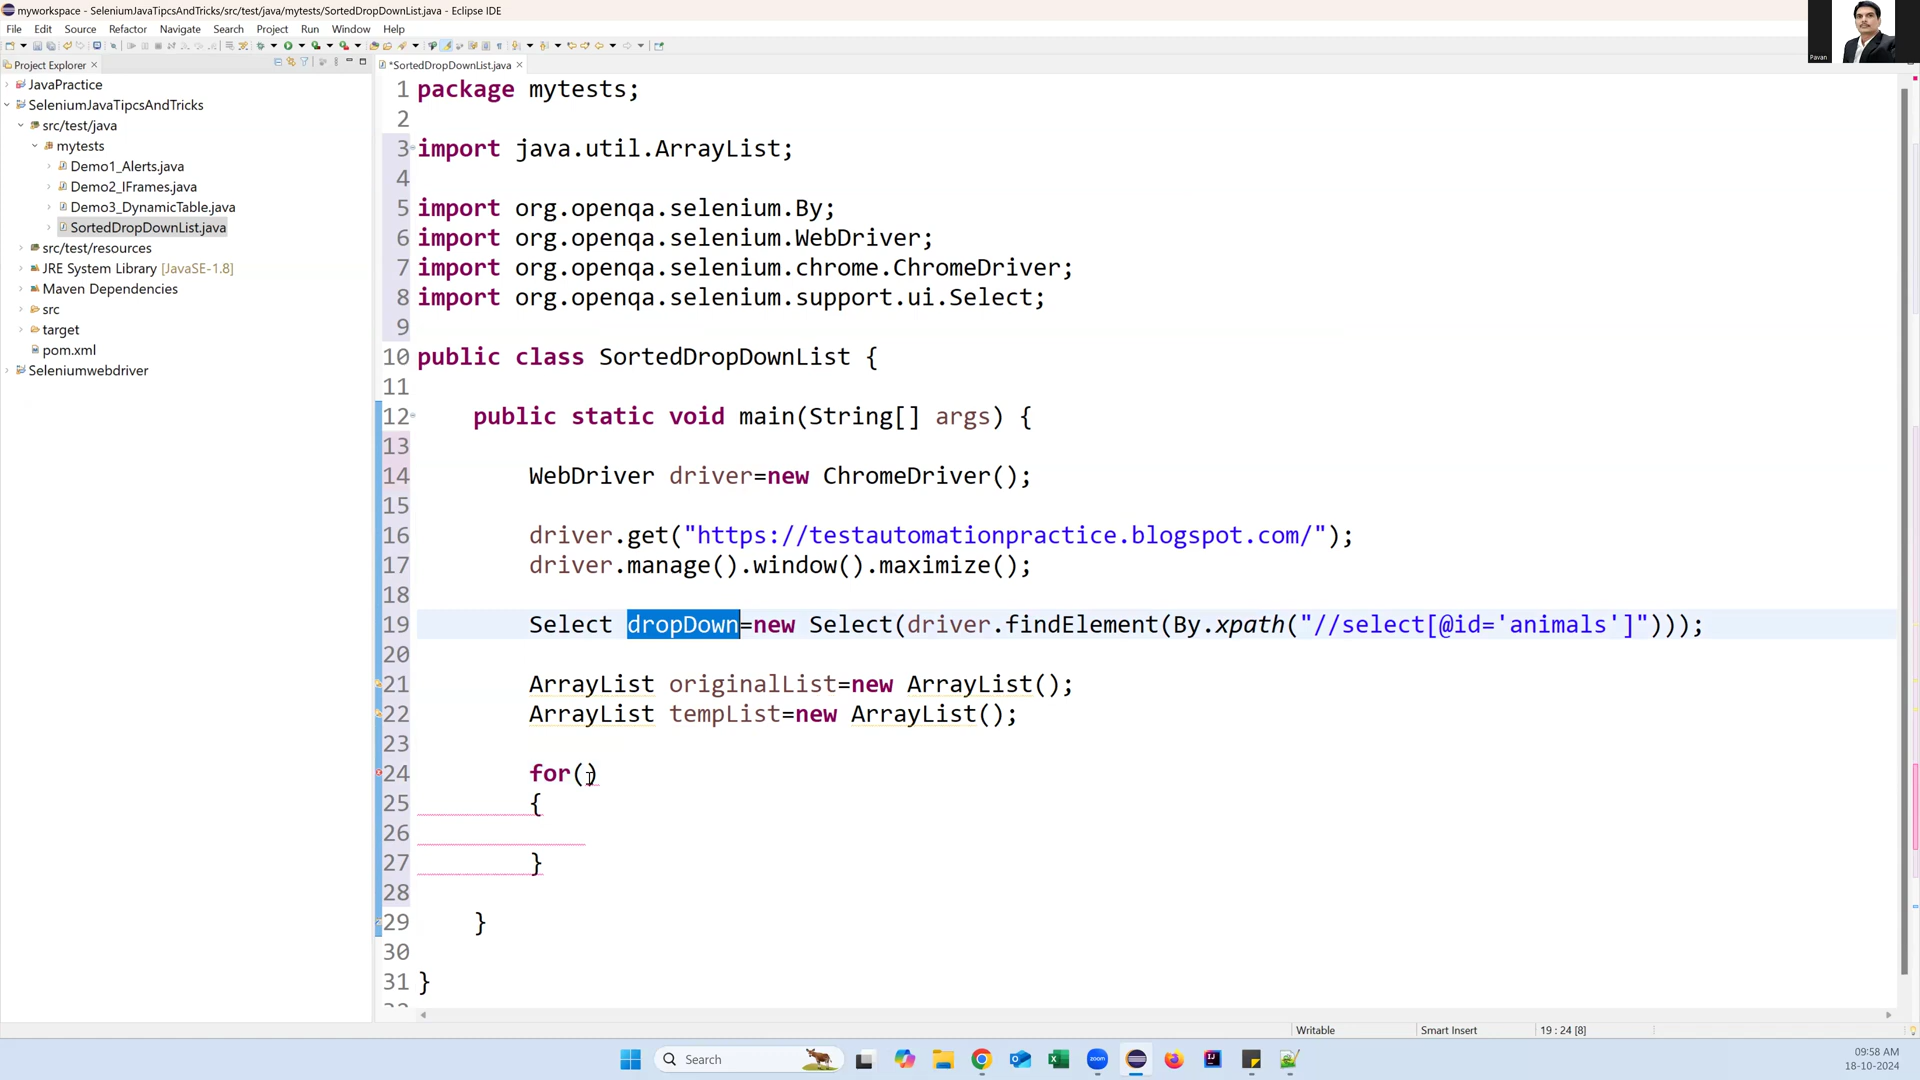 myworkspace - SeleniumJavaTipcsAndTricks/src/test/java/mytests/SortedDropDownList.java - Eclipse IDE
File Edit Source Refactor Navigate Search Project Run Window Help
Project Explorer
*SortedDropDownList.java
Pavan
JavaPractice
SeleniumJavaTipcsAndTricks
src/test/java
mytests
Demo1_Alerts.java
Demo2_IFrames.java
Demo3_DynamicTable.java
SortedDropDownList.java
src/test/resources
JRE System Library [JavaSE-1.8]
Maven Dependencies
src
target
pom.xml
Seleniumwebdriver
1 package mytests;
2
3 import java.util.ArrayList;
4
5 import org.openqa.selenium.By;
6 import org.openqa.selenium.WebDriver;
7 import org.openqa.selenium.chrome.ChromeDriver;
8 import org.openqa.selenium.support.ui.Select;
9
10 public class SortedDropDownList {
11
12 public static void main(String[] args) {
13
14 WebDriver driver=new ChromeDriver();
15
16 driver.get("https://testautomationpractice.blogspot.com/");
17 driver.manage().window().maximize();
18
19 Select dropDown=new Select(driver.findElement(By.xpath("//select[@id='animals']")));
20
21 ArrayList originalList=new ArrayList();
22 ArrayList tempList=new ArrayList();
23
24 for()
25 {
26
27 }
28
29 }
30
31 }
Writable Smart Insert 19 : 24 [8]
Search
zoom
09:58 AM
18-10-2024